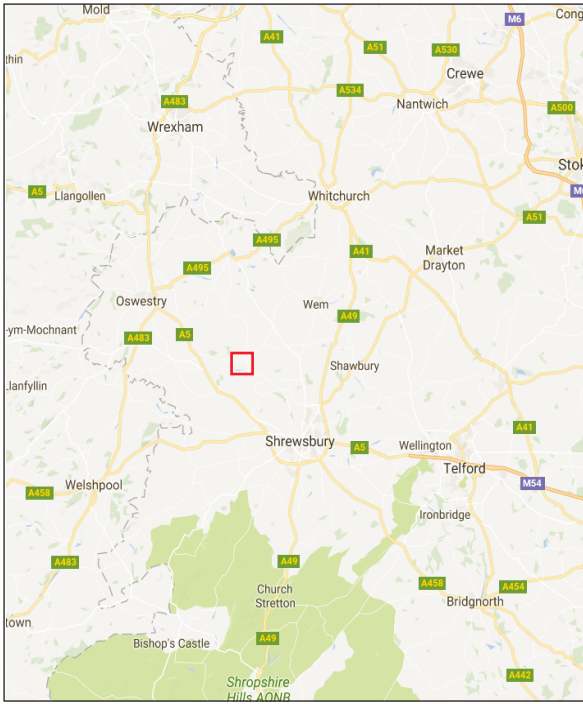 Mold
M6
Cong
A41
A51
A530
thin
Crewe
A534
A483
Nantwich
A500
Wrexham
Stok
M6
A5
Llangollen
Whitchurch
A51
A495
A41
Market
Drayton
A495
Oswestry
Wem
A49
-ym-Mochnant
A483
A5
Shawbury
Llanfyllin
A41
Shrewsbury
A5
Wellington
Telford
M54
A458
Welshpool
Ironbridge
A483
A49
Church
Stretton
A458
A454
Bridgnorth
town
A49
Bishop's Castle
A442
Shropshire
Hills AONB